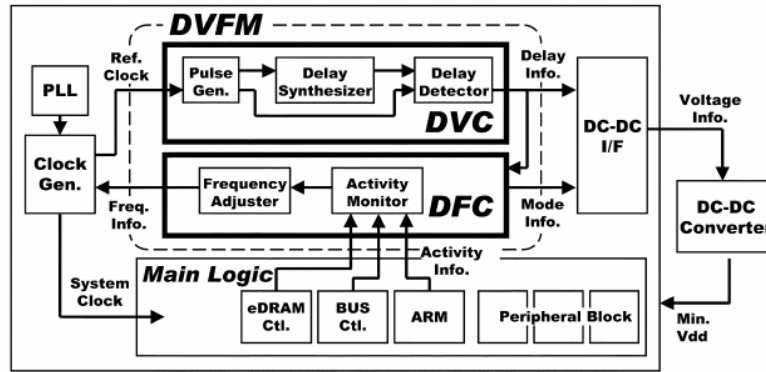 DVFM
Ref.
Clock
PLL
Pulse
Gen.
Delay
Synthesizer
Delay
Detector
DVC
Delay
Info.
DC-DC
I/F
Voltage
Info.
Clock
Gen.
Freq.
Info.
Frequency
Adjuster
Activity
Monitor
DFC
Mode
Info.
DC-DC
Converter
Activity
Info.
System
Clock
Main Logic
eDRAM
Ctl.
BUS
Ctl.
ARM
Peripheral Block
Min.
Vdd